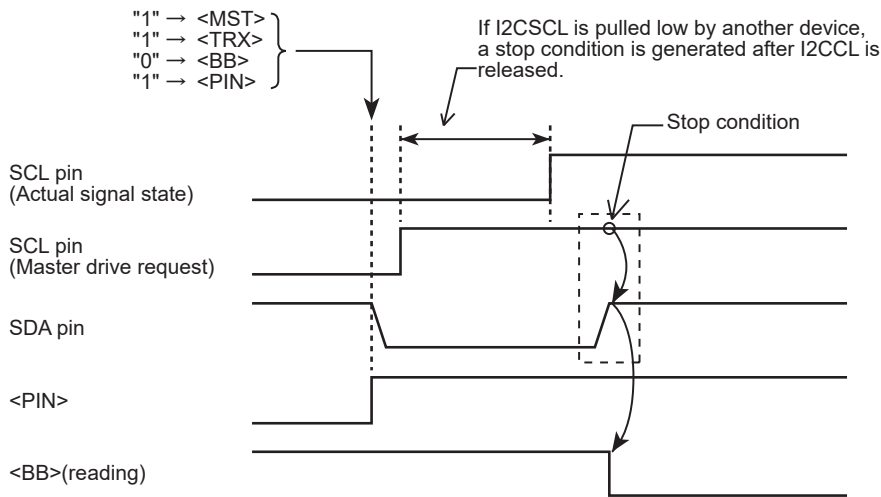 "1" → <MST>
"1" → <TRX>
"0" → <BB>
"1" → <PIN>
If I2CSCL is pulled low by another device,
a stop condition is generated after I2CCL is
released.
Stop condition
SCL pin
(Actual signal state)
SCL pin
(Master drive request)
SDA pin
<PIN>
<BB>(reading)